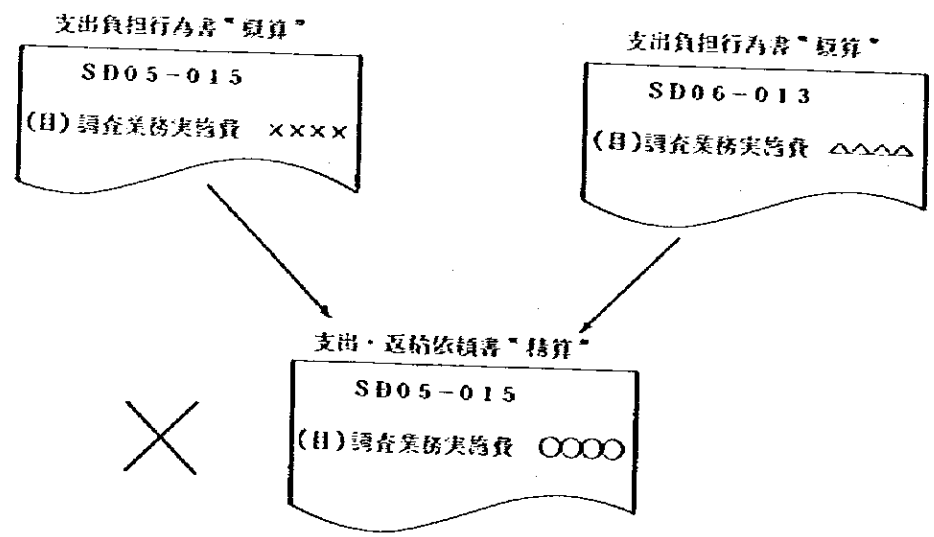 支出負担行為書“概算”
SD05-015
(目)調査業務実施費 ××××
支出負担行為書“概算”
SD06-013
(目)調査業務実施費 △△△△
支出・返納依頼書“精算”
SD05-015
(目)調査業務実施費 ○○○○